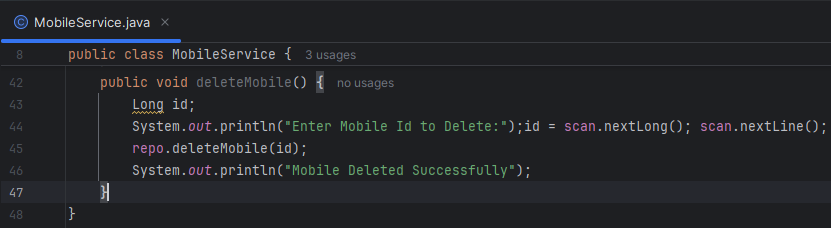 MobileService.java
8 public class MobileService { 3 usages
42 public void deleteMobile() { no usages
43 Long id;
44 System.out.println("Enter Mobile Id to Delete:");id = scan.nextLong(); scan.nextLine();
45 repo.deleteMobile(id);
46 System.out.println("Mobile Deleted Successfully");
47 }
48 }